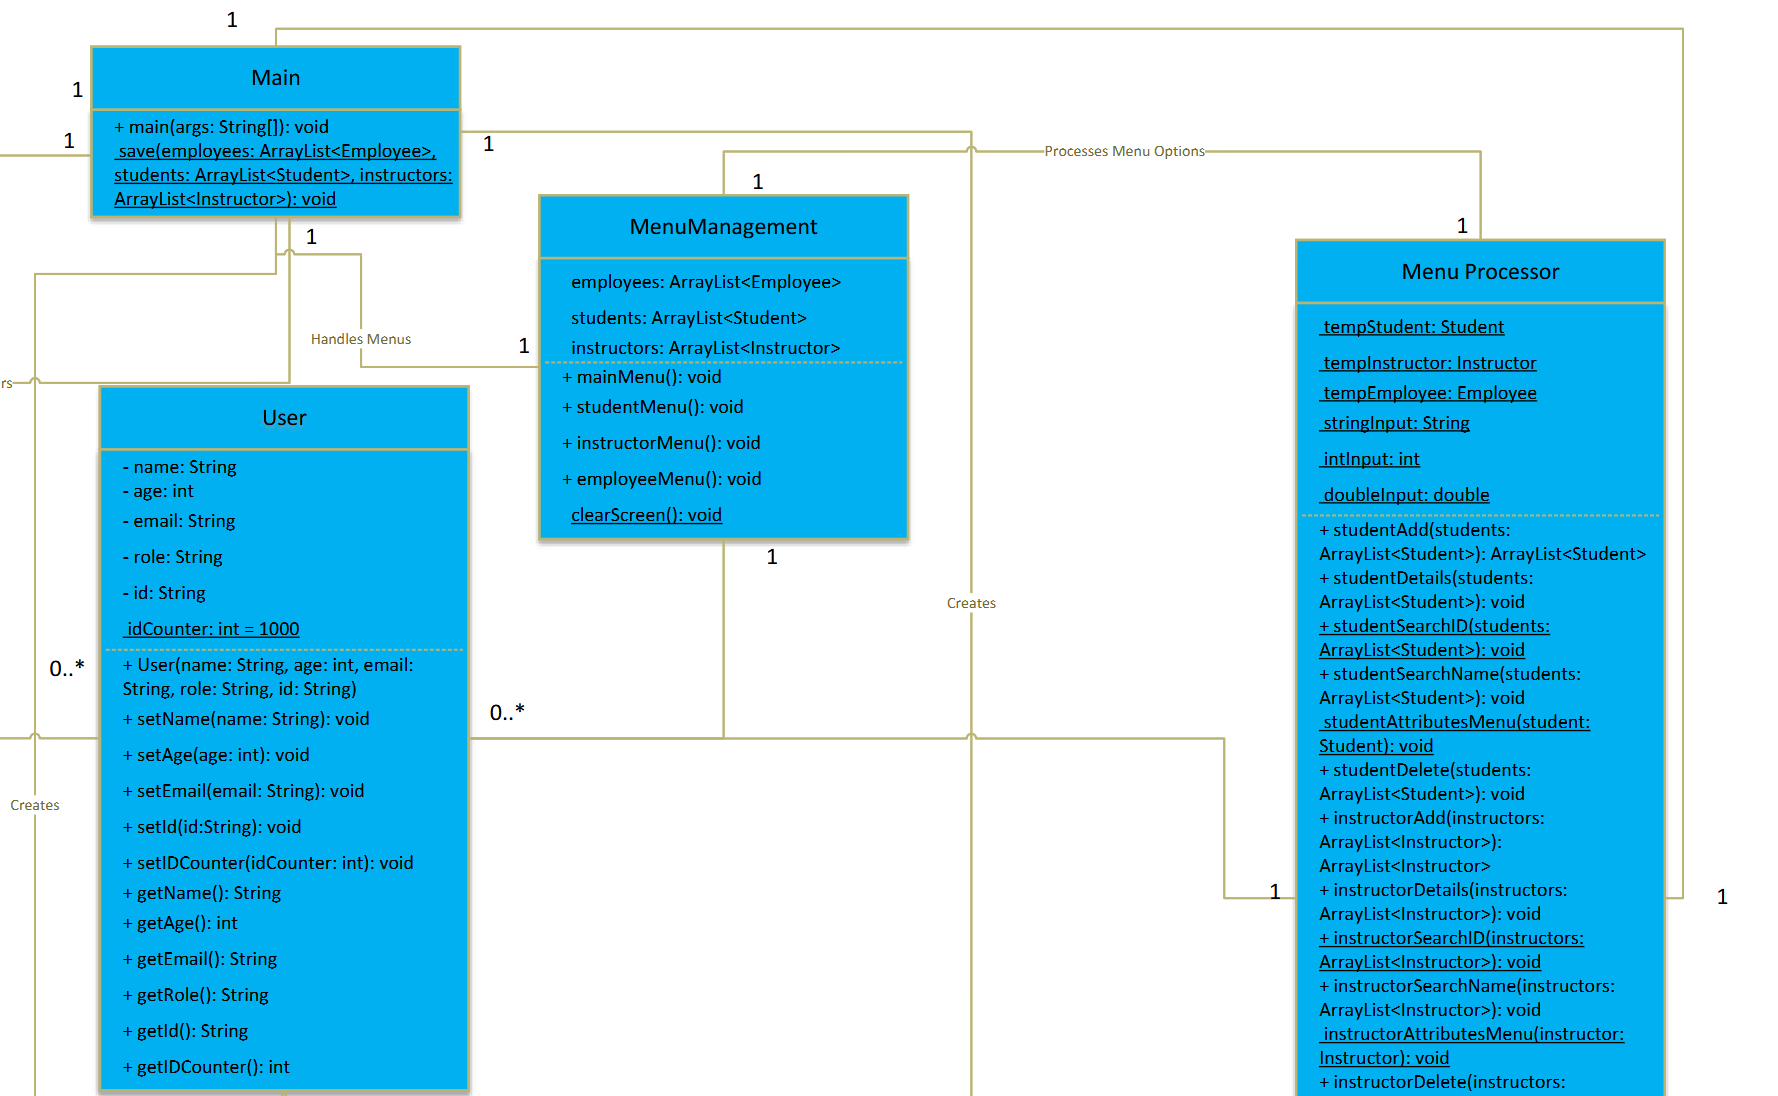 1
Main
1
+ main(args: String[]): void
1
save(employees: ArrayList<Employee>,
students: ArrayList<Student>, instructors:
ArrayList<Instructor>): void
1
1
Handles Menus
1
rs
Processes Menu Options
1
1
MenuManagement
employees: ArrayList<Employee>
students: ArrayList<Student>
instructors: ArrayList<Instructor>
+ mainMenu(): void
+ studentMenu(): void
+ instructorMenu(): void
+ employeeMenu(): void
clearScreen(): void
1
Creates
User
- name: String
- age: int
- email: String
- role: String
- id: String
idCounter: int = 1000
0..*
+ User(name: String, age: int, email:
String, role: String, id: String)
0..*
+ setName(name: String): void
+ setAge(age: int): void
+ setEmail(email: String): void
Creates
+ setId(id:String): void
+ setIDCounter(idCounter: int): void
+ getName(): String
+ getAge(): int
+ getEmail(): String
+ getRole(): String
+ getId(): String
+ getIDCounter(): int
Menu Processor
tempStudent: Student
tempInstructor: Instructor
tempEmployee: Employee
stringInput: String
intInput: int
doubleInput: double
+ studentAdd(students:
ArrayList<Student>): ArrayList<Student>
+ studentDetails(students:
ArrayList<Student>): void
+ studentSearchID(students:
ArrayList<Student>): void
+ studentSearchName(students:
ArrayList<Student>): void
studentAttributesMenu(student:
Student): void
+ studentDelete(students:
ArrayList<Student>): void
+ instructorAdd(instructors:
ArrayList<Instructor>):
ArrayList<Instructor>
1
1
+ instructorDetails(instructors:
ArrayList<Instructor>): void
+ instructorSearchID(instructors:
ArrayList<Instructor>): void
+ instructorSearchName(instructors:
ArrayList<Instructor>): void
instructorAttributesMenu(instructor:
Instructor): void
+ instructorDelete(instructors: